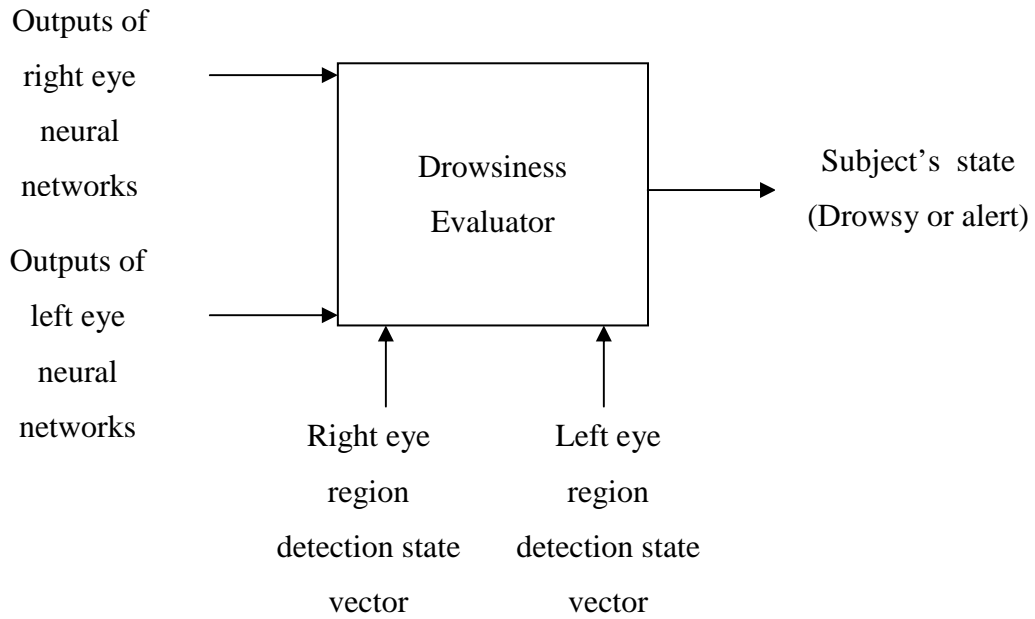 Outputs of
right eye
neural
networks
Outputs of
left eye
neural
networks
Drowsiness
Evaluator
Subject’s state
(Drowsy or alert)
Right eye
region
detection state
vector
Left eye
region
detection state
vector